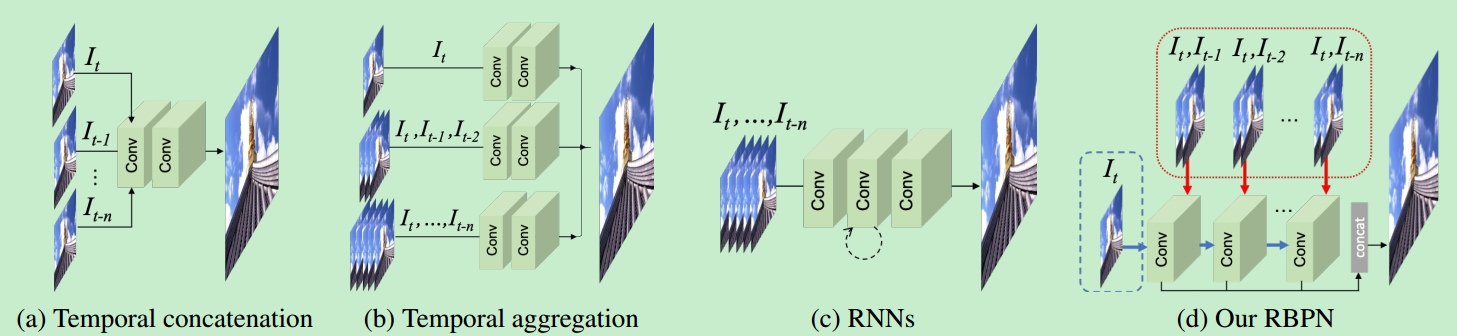 I_t
I_{t-1}
⋮
I_{t-n}
Conv
Conv
(a) Temporal concatenation
I_t
Conv
Conv
I_t, I_{t-1}, I_{t-2}
Conv
Conv
I_t, ..., I_{t-n}
Conv
Conv
(b) Temporal aggregation
I_t, ..., I_{t-n}
Conv
Conv
Conv
(c) RNNs
I_t, I_{t-1}
I_t, I_{t-2}
I_t, I_{t-n}
...
I_t
...
Conv
Conv
Conv
concat
(d) Our RBPN